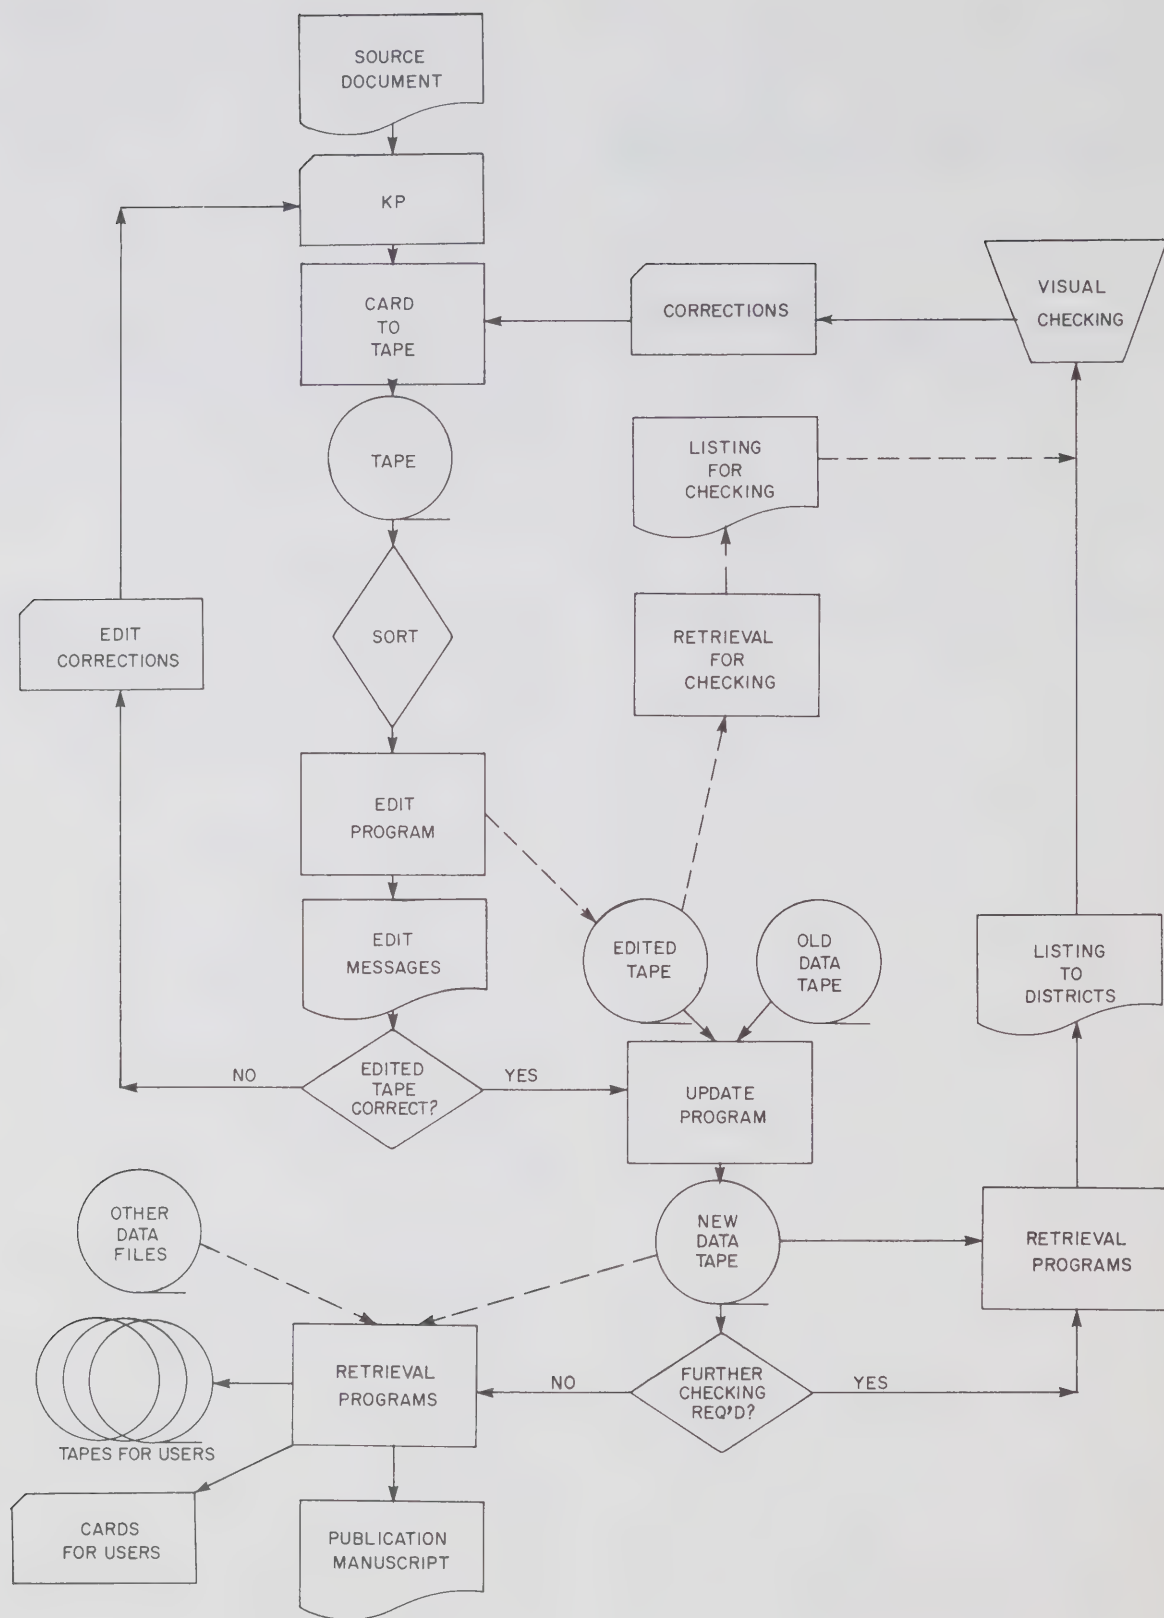 SOURCE
DOCUMENT
KP
CARD
TO
TAPE
CORRECTIONS
VISUAL
CHECKING
TAPE
LISTING
FOR
CHECKING
SORT
RETRIEVAL
FOR
CHECKING
EDIT
CORRECTIONS
EDIT
PROGRAM
EDIT
MESSAGES
EDITED
TAPE
OLD
DATA
TAPE
LISTING
TO
DISTRICTS
NO
EDITED
TAPE
CORRECT?
YES
UPDATE
PROGRAM
OTHER
DATA
FILES
NEW
DATA
TAPE
RETRIEVAL
PROGRAMS
TAPES FOR USERS
RETRIEVAL
PROGRAMS
NO
FURTHER
CHECKING
REQ'D?
YES
CARDS
FOR USERS
PUBLICATION
MANUSCRIPT